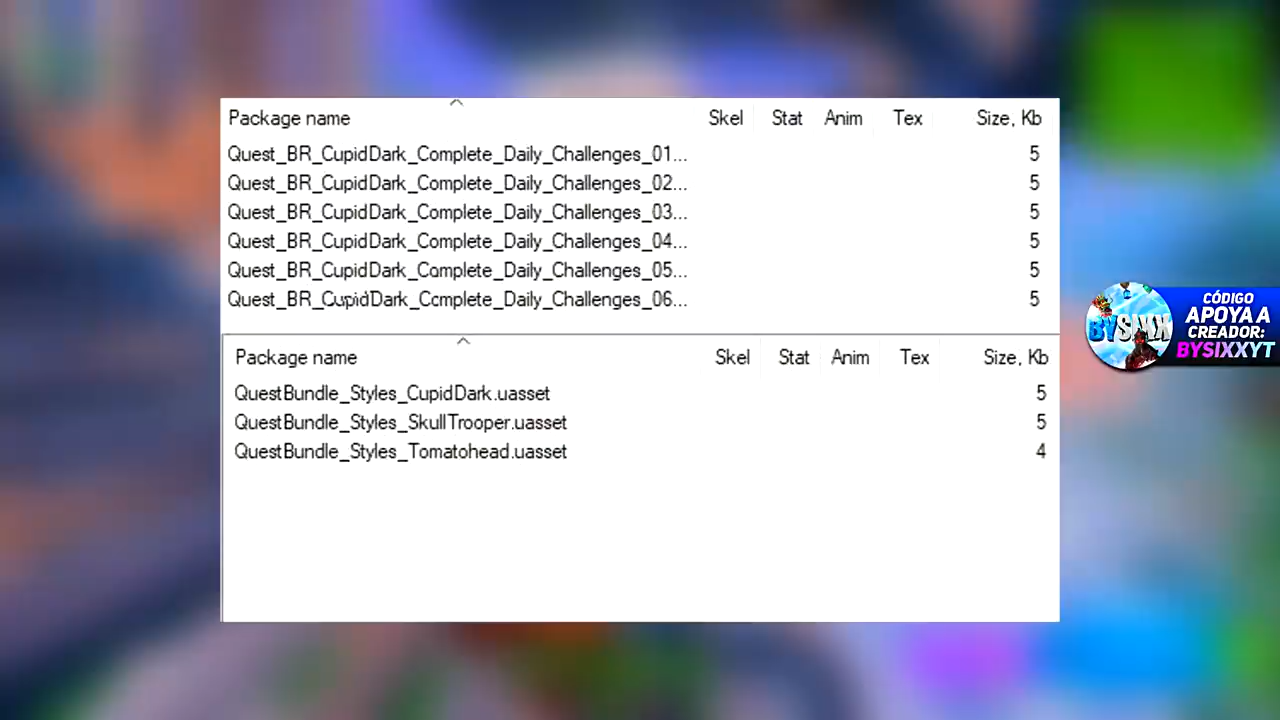 Package name Skel Stat Anim Tex Size, Kb
Quest_BR_CupidDark_Complete_Daily_Challenges_01... 5
Quest_BR_CupidDark_Complete_Daily_Challenges_02... 5
Quest_BR_CupidDark_Complete_Daily_Challenges_03... 5
Quest_BR_CupidDark_Complete_Daily_Challenges_04... 5
Quest_BR_CupidDark_Complete_Daily_Challenges_05... 5
Quest_BR_CupidDark_Complete_Daily_Challenges_06... 5
Package name Skel Stat Anim Tex Size, Kb
QuestBundle_Styles_CupidDark.uasset 5
QuestBundle_Styles_SkullTrooper.uasset 5
QuestBundle_Styles_Tomatohead.uasset 4
BYSIXX
CÓDIGO
APOYA A
CREADOR:
BYSIXXYT